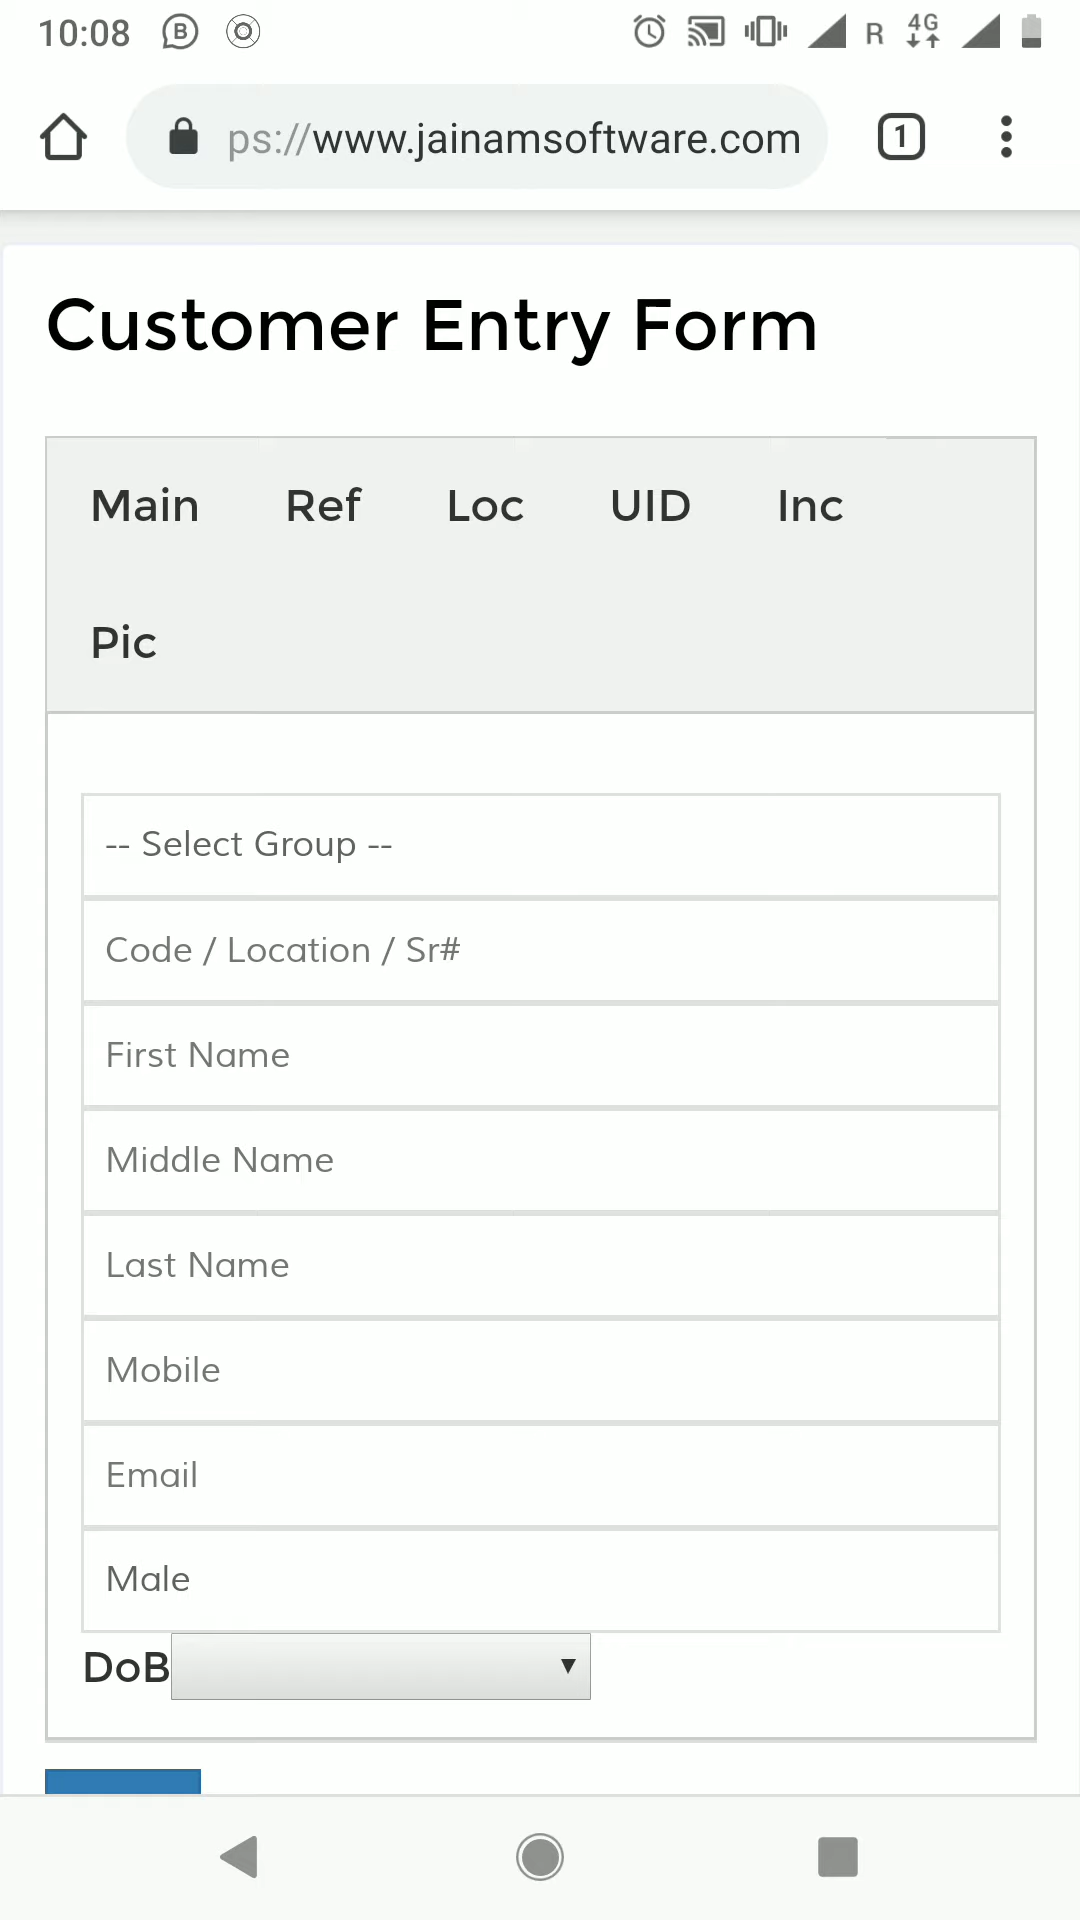 10:08 B R 4G
ps://www.jainamsoftware.com 1
Customer Entry Form
Main Ref Loc UID Inc
Pic
-- Select Group --
Code / Location / Sr#
First Name
Middle Name
Last Name
Mobile
Email
Male
DoB